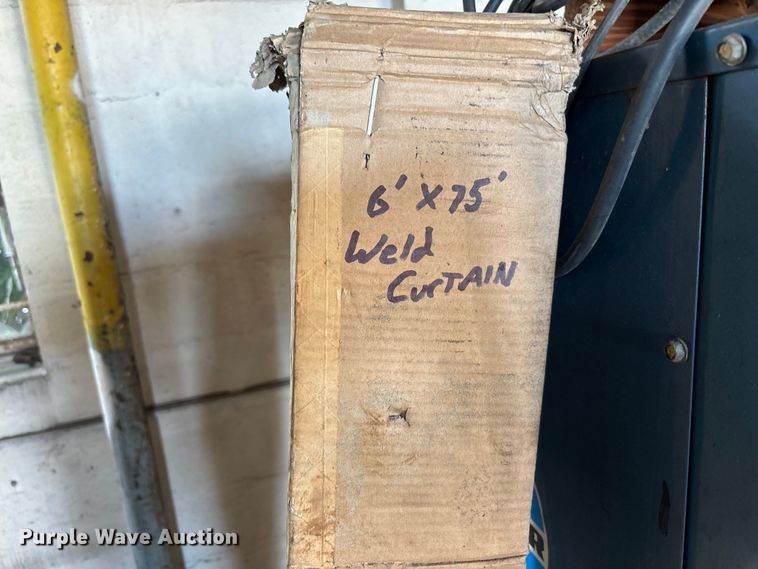 6' x 75'
Weld
CurTAIN
R
Purple Wave Auction